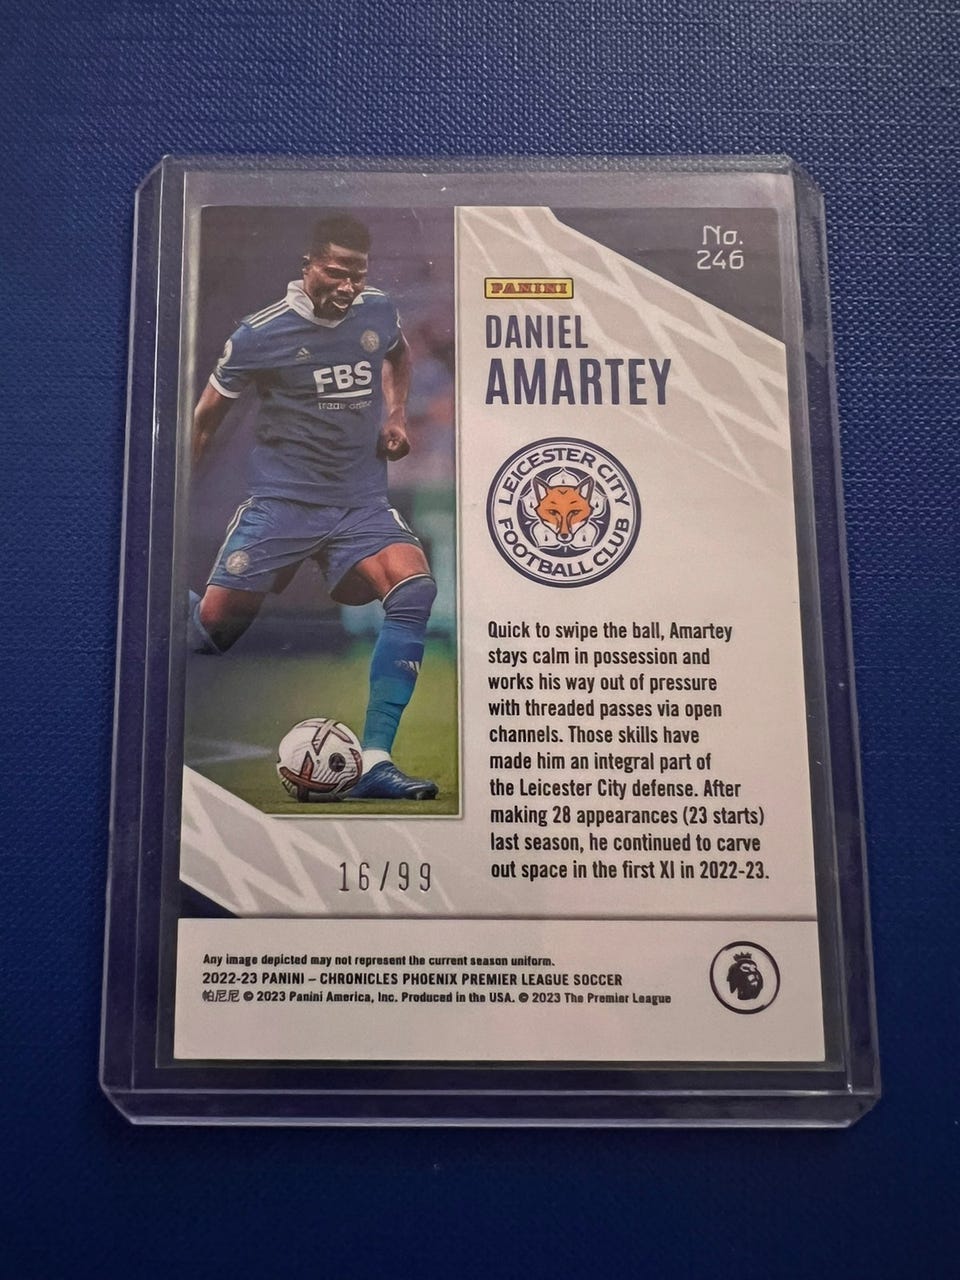 No.
246
PANINI
DANIEL
AMARTEY
FBS
LEICESTER CITY
FOOTBALL CLUB
Quick to swipe the ball, Amartey
stays calm in possession and
works his way out of pressure
with threaded passes via open
channels. Those skills have
made him an integral part of
the Leicester City defense. After
making 28 appearances (23 starts)
last season, he continued to carve
out space in the first XI in 2022-23.
16/99
Any image depicted may not represent the current season uniform.
2022-23 PANINI – CHRONICLES PHOENIX PREMIER LEAGUE SOCCER
帕尼尼 © 2023 Panini America, Inc. Produced in the USA. © 2023 The Premier League